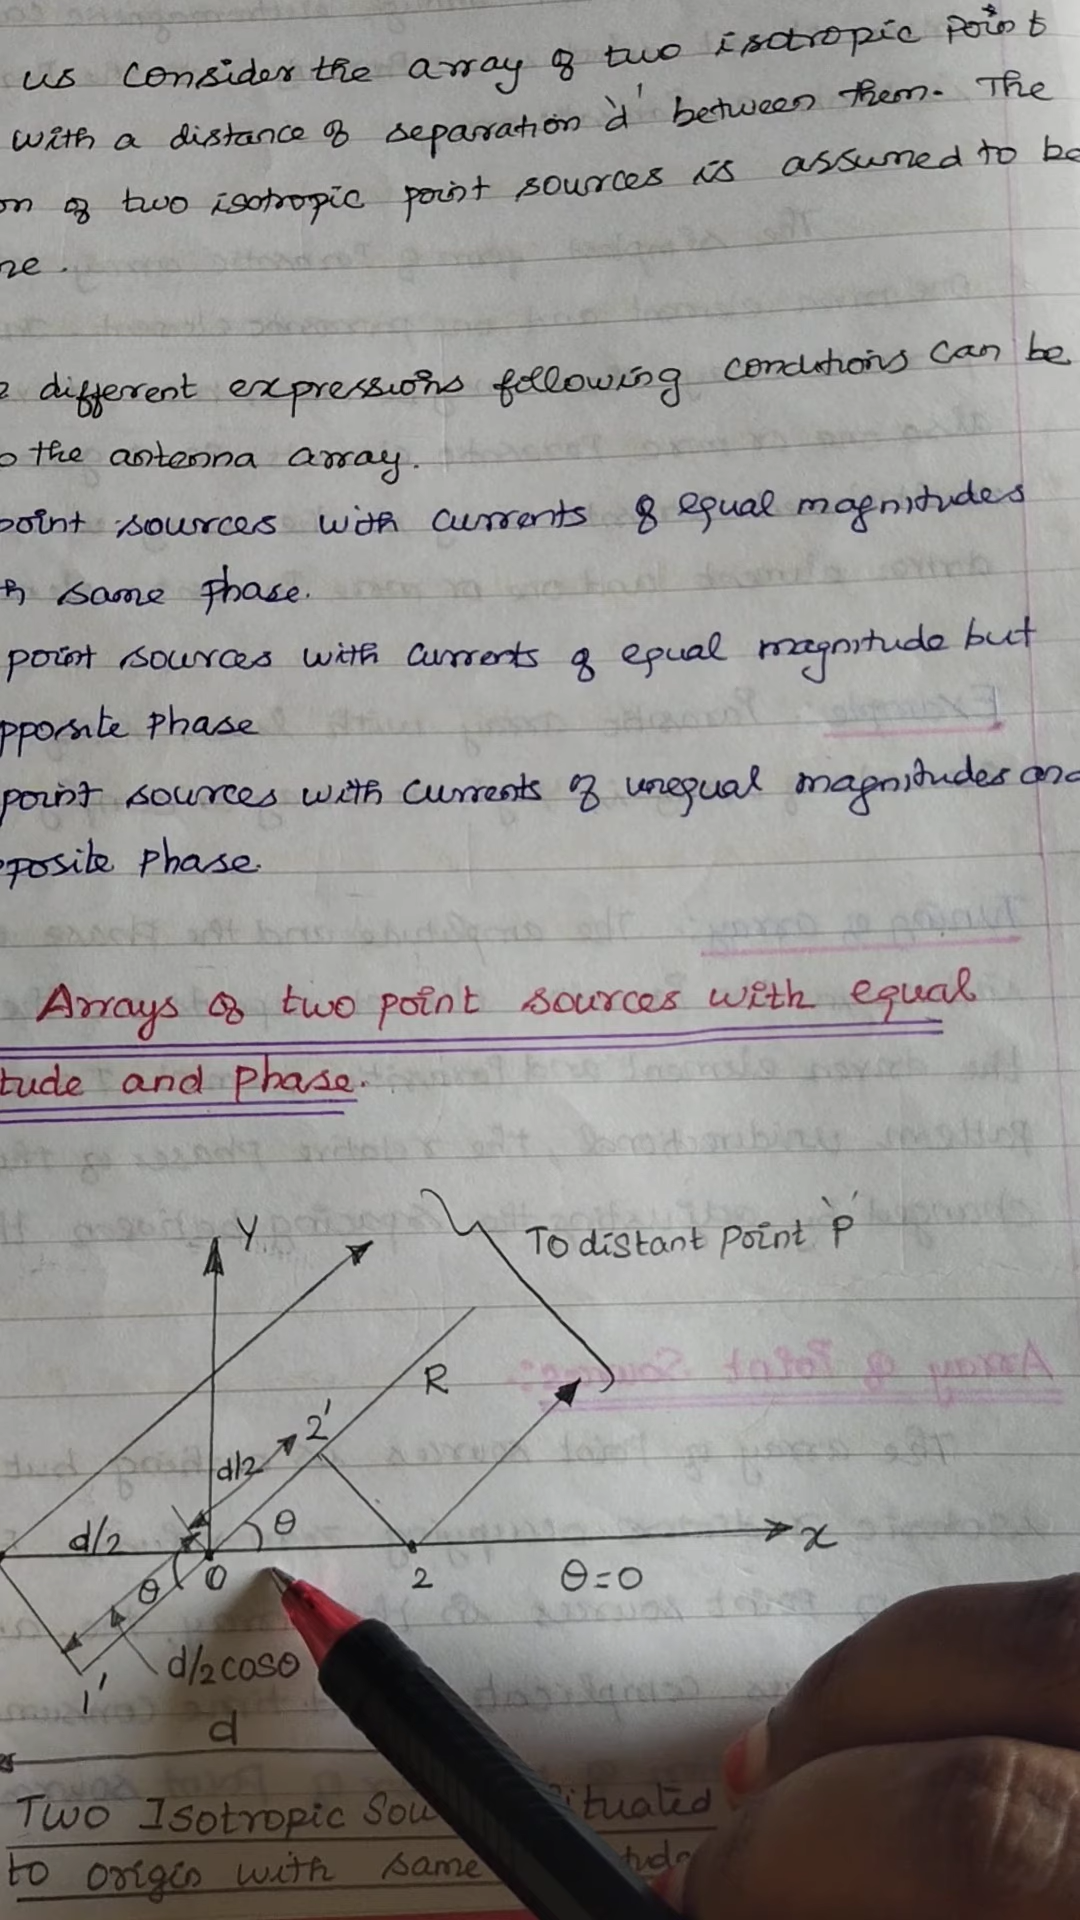 us consider the array of two isotropic point
with a distance of separation 'd' between them. The
on of two isotropic point sources is assumed to be
ne.
different expressions following conditions can be
o the antenna array.
point sources with currents of equal magnitudes
th same phase.
point sources with currents of equal magnitude but
pposite phase
point sources with currents of unequal magnitudes and
posite phase.
Arrays of two point sources with equal
tude and phase.
Y
To distant point 'P'
R
2'
d/2
d/2
θ
θ
0
2
θ=0
x
d/2cosθ
1'
d
Two Isotropic Sou ituated
to origin with same